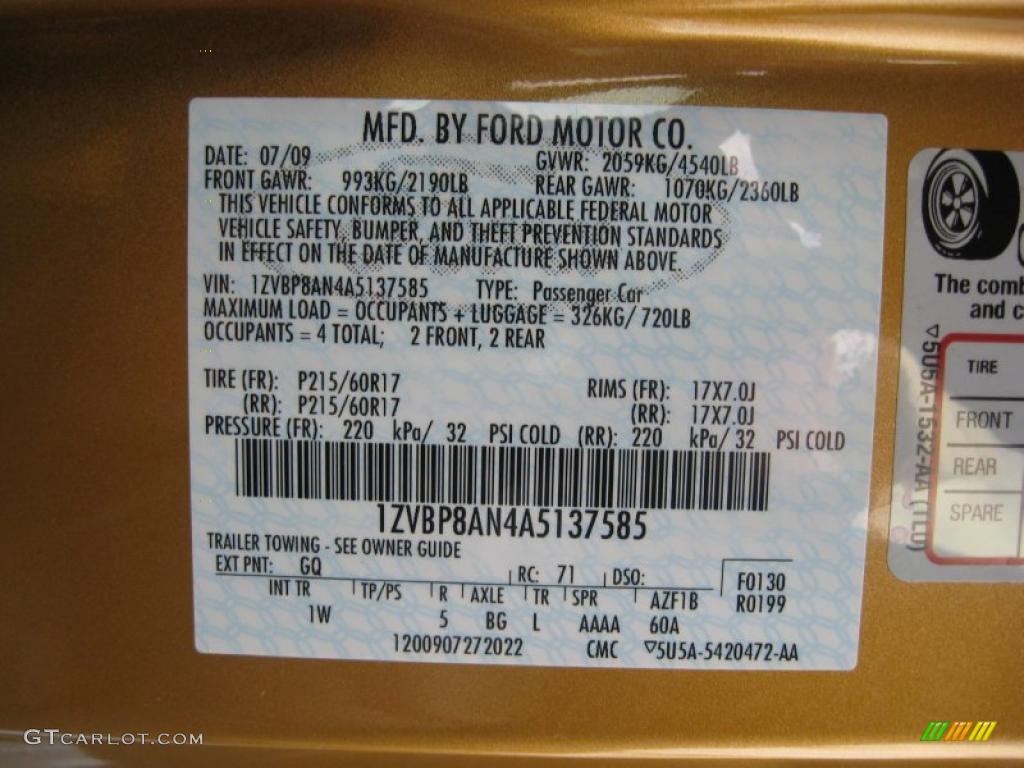 MFD. BY FORD MOTOR CO.
DATE: 07/09 GVWR: 2059KG/4540LB
FRONT GAWR: 993KG/2190LB REAR GAWR: 1070KG/2360LB
THIS VEHICLE CONFORMS TO ALL APPLICABLE FEDERAL MOTOR
VEHICLE SAFETY, BUMPER, AND THEFT PREVENTION STANDARDS
IN EFFECT ON THE DATE OF MANUFACTURE SHOWN ABOVE.
VIN: 1ZVBP8AN4A5137585 TYPE: Passenger Car
MAXIMUM LOAD = OCCUPANTS + LUGGAGE = 326KG/ 720LB
OCCUPANTS = 4 TOTAL; 2 FRONT, 2 REAR
TIRE (FR): P215/60R17 RIMS (FR): 17X7.0J
(RR): P215/60R17 (RR): 17X7.0J
PRESSURE (FR): 220 kPa/ 32 PSI COLD (RR): 220 kPa/ 32 PSI COLD
1ZVBP8AN4A5137585
TRAILER TOWING - SEE OWNER GUIDE
EXT PNT: GQ RC: 71 DSO: F0130
INT TR TP/PS R AXLE TR SPR AZF1B R0199
1W 5 BG L AAAA 60A
1200907272022 CMC ▽5U5A-5420472-AA
The comb
and c
▽5U5A-1532-AA (TLU)
TIRE
FRONT
REAR
SPARE
GTCARLOT.COM